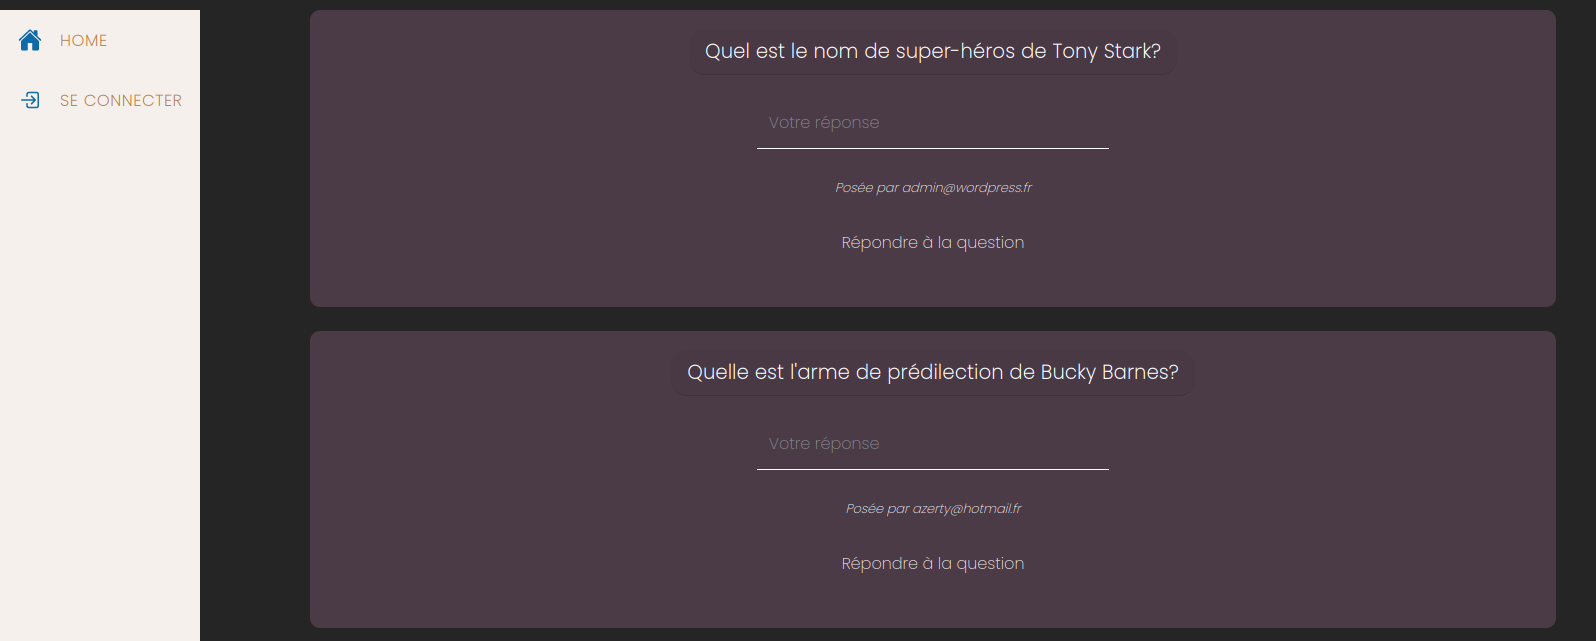 HOME
SE CONNECTER
Quel est le nom de super-héros de Tony Stark?
Votre réponse
Posée par admin@wordpress.fr
Répondre à la question
Quelle est l'arme de prédilection de Bucky Barnes?
Votre réponse
Posée par azerty@hotmail.fr
Répondre à la question